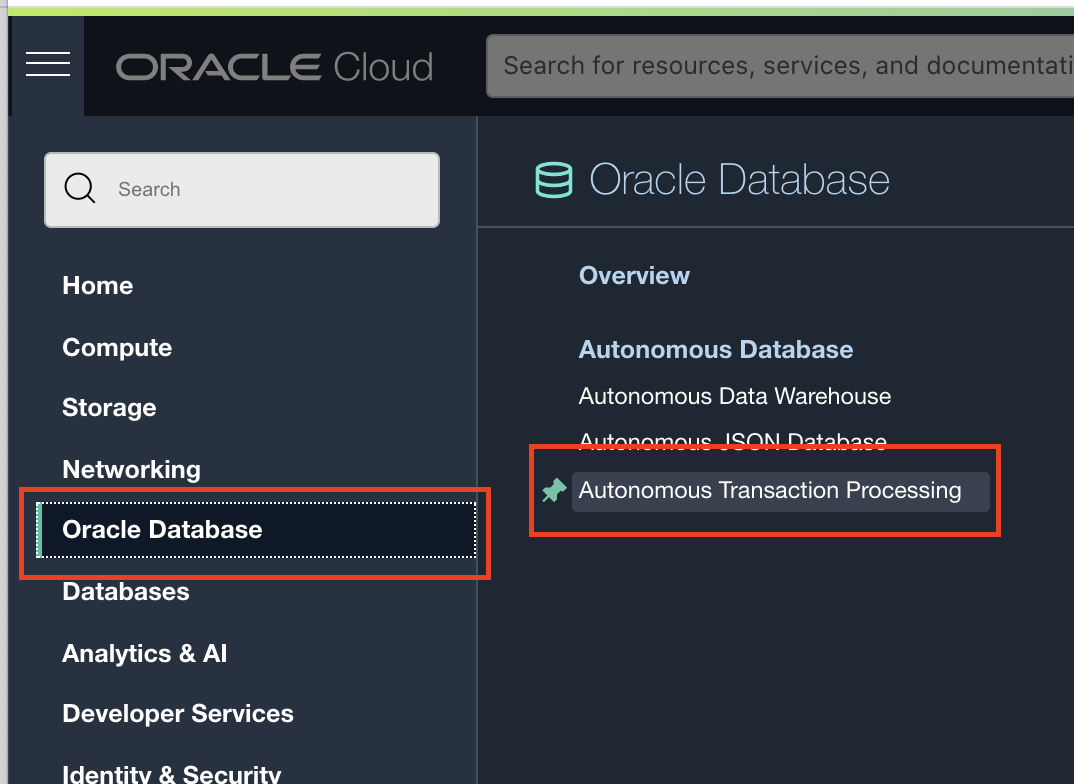 ORACLE Cloud
Search for resources, services, and documentati
Search
Home
Compute
Storage
Networking
Oracle Database
Databases
Analytics & AI
Developer Services
Identity & Security
Oracle Database
Overview
Autonomous Database
Autonomous Data Warehouse
Autonomous JSON Database
Autonomous Transaction Processing